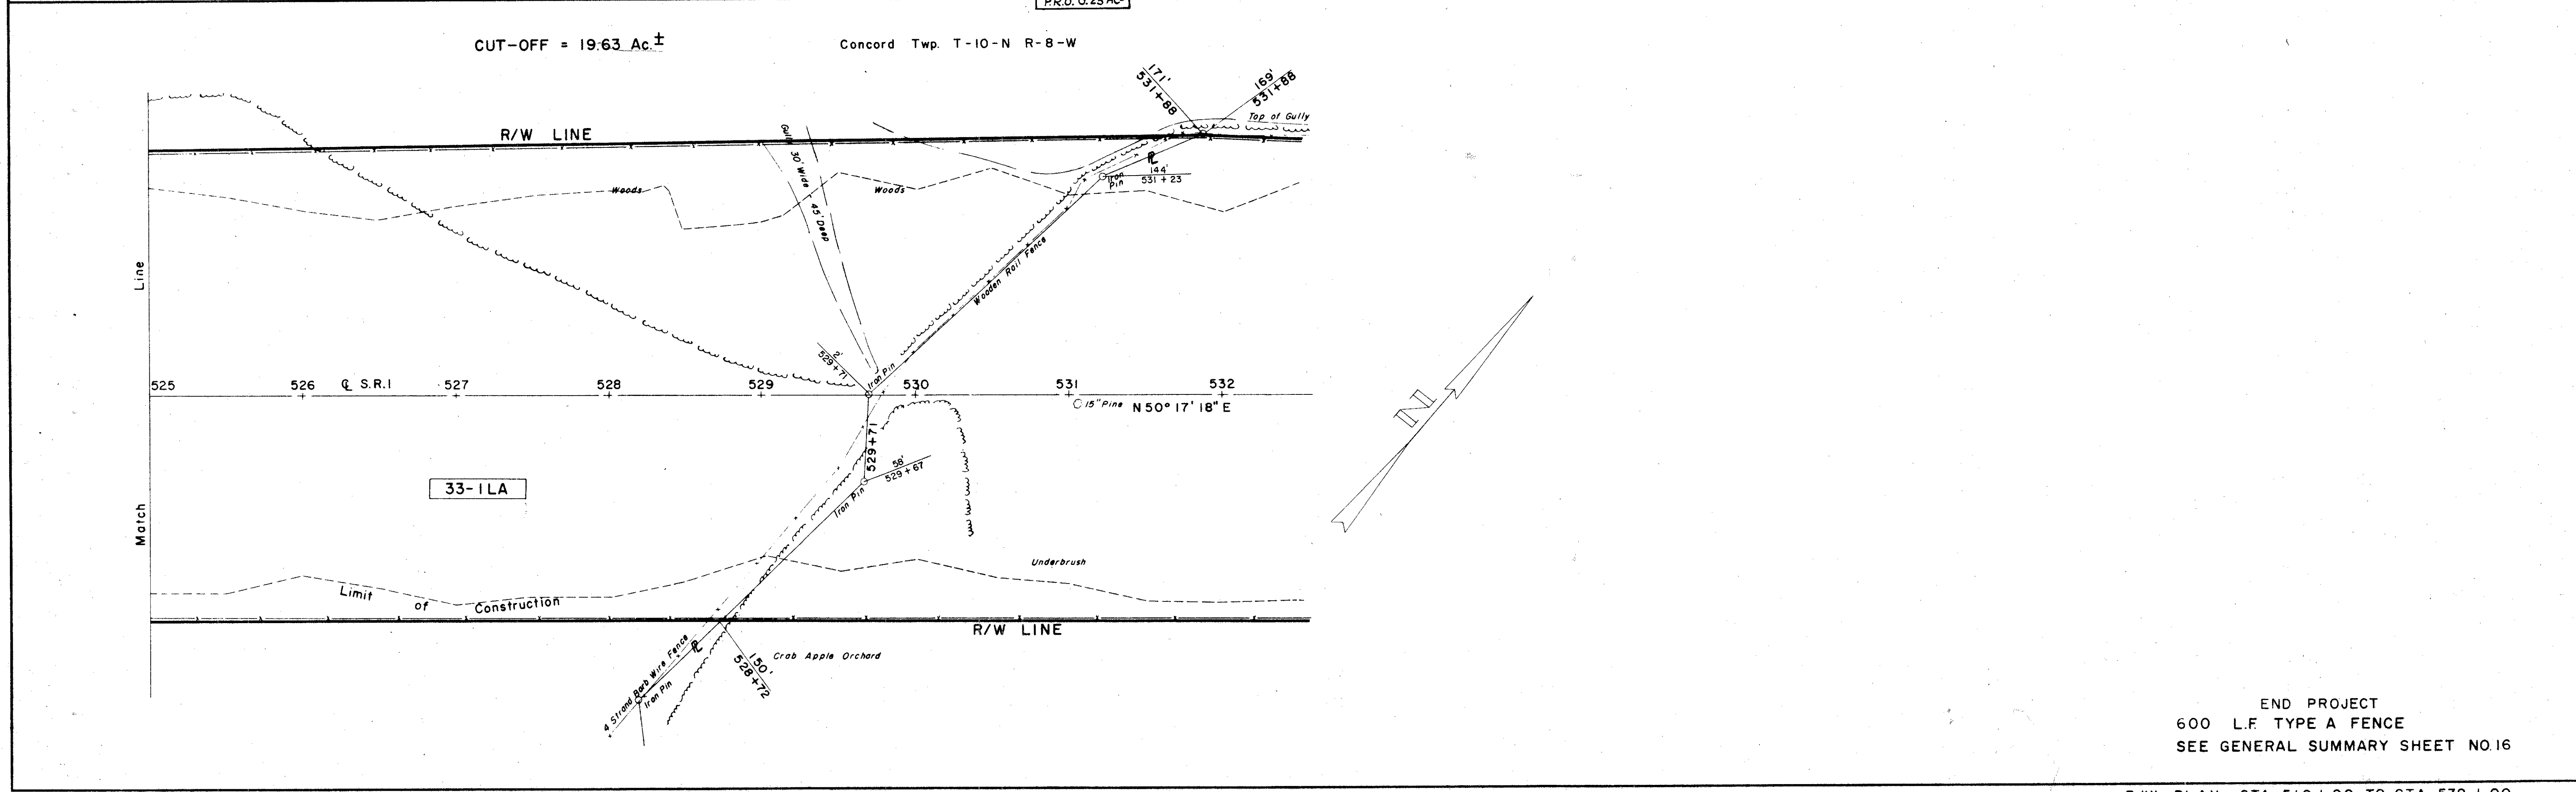 P.R.O. 0.25 AC.
CUT-OFF = 19.63 Ac.±
Concord Twp. T-10-N R-8-W
171'
531+88
169'
531+88
Top of Gully
R/W LINE
Gully 30' Wide
45' Deep
Woods
Woods
℄
Iron Pin
144'
531 + 23
Line
Wooden Rail Fence
2'
529+71
Iron Pin
525
526
℄ S.R.I
527
528
529
530
531
532
15" Pine
N 50° 17' 18" E
529+71
58'
529+67
Iron Pin
33-1LA
N
Match
Underbrush
Limit of Construction
R/W LINE
4 Strand Barb Wire Fence
Iron Pin
150'
528+72
Crab Apple Orchard
END PROJECT
600 L.F. TYPE A FENCE
SEE GENERAL SUMMARY SHEET NO.16